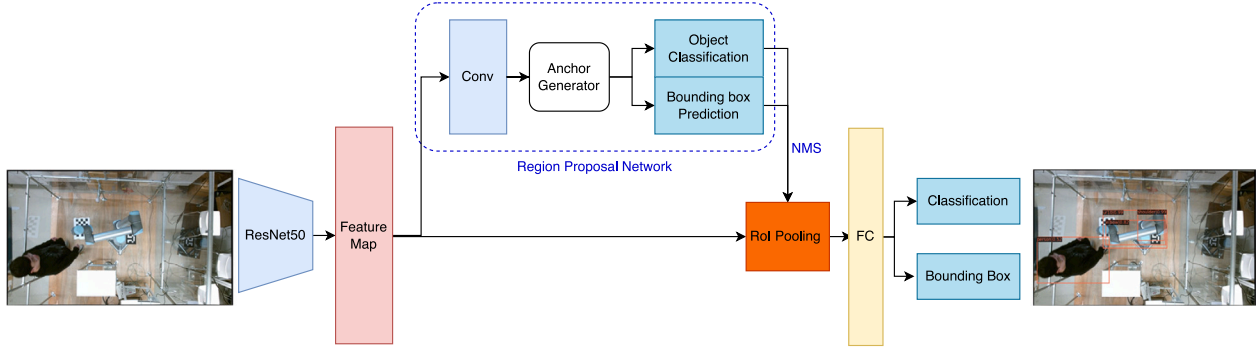 ResNet50
Feature
Map
Conv
Anchor
Generator
Object
Classification
Bounding box
Prediction
Region Proposal Network
NMS
RoI Pooling
FC
Classification
Bounding Box